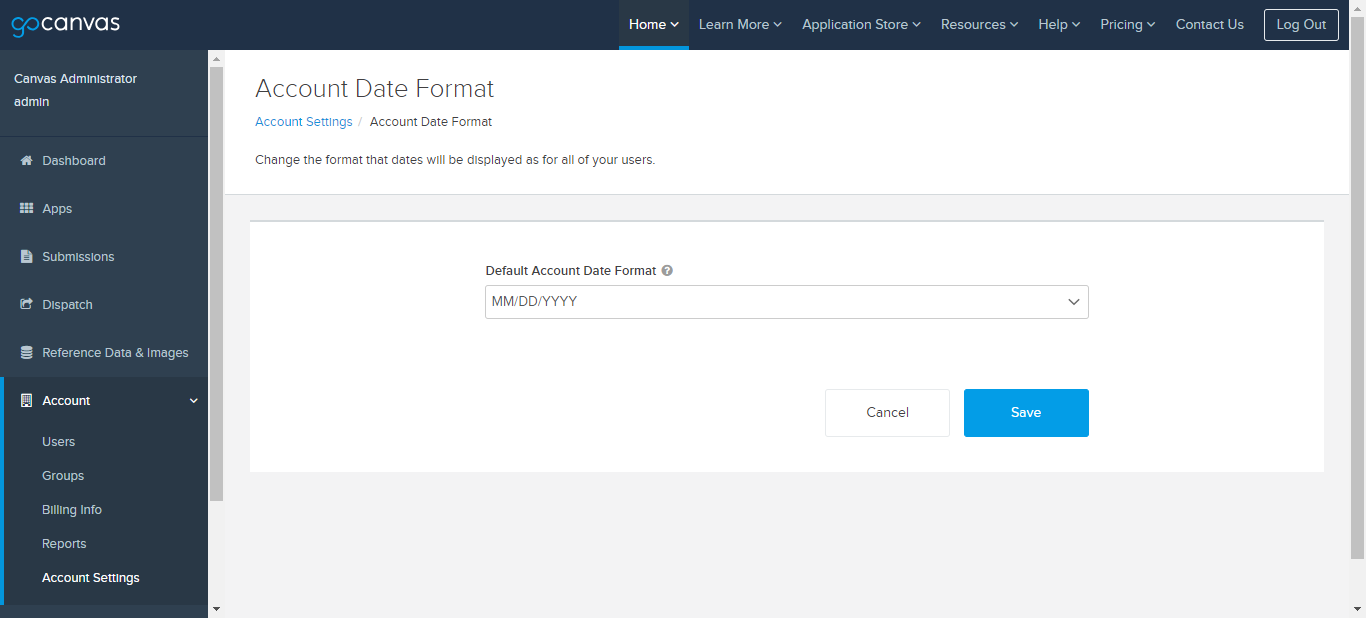 gocanvas
Home Learn More Application Store Resources Help Pricing Contact Us Log Out
Canvas Administrator
admin
Dashboard
Apps
Submissions
Dispatch
Reference Data & Images
Account
Users
Groups
Billing Info
Reports
Account Settings
Account Date Format
Account Settings / Account Date Format
Change the format that dates will be displayed as for all of your users.
Default Account Date Format ?
MM/DD/YYYY
Cancel Save